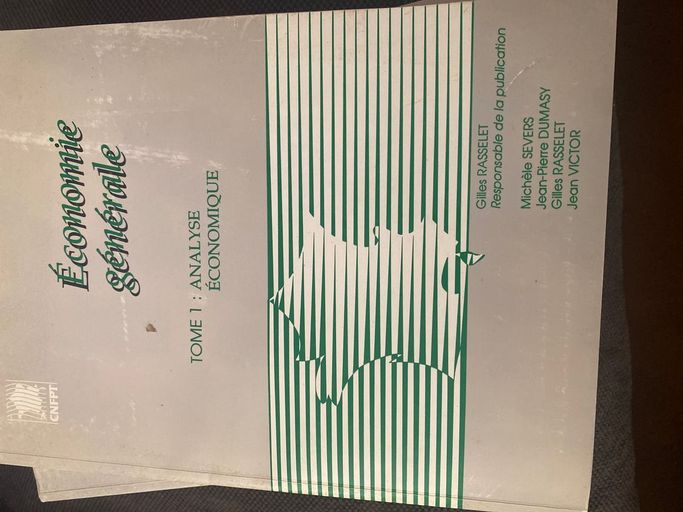 CNFPT
Économie
générale
TOME 1 : ANALYSE
ÉCONOMIQUE
Gilles RASSELET
Responsable de la publication
Michèle SEVERS
Jean-Pierre DUMASY
Gilles RASSELET
Jean VICTOR